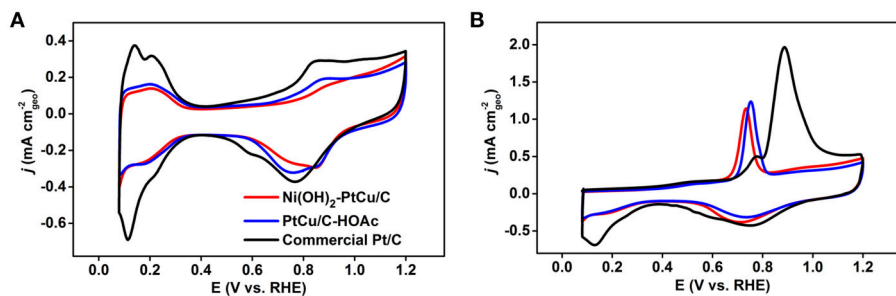 A
j (mA cm⁻²geo)
0.4
0.2
0.0
-0.2
-0.4
-0.6
Ni(OH)₂-PtCu/C
PtCu/C-HOAc
Commercial Pt/C
0.0 0.2 0.4 0.6 0.8 1.0 1.2
E (V vs. RHE)
B
j (mA cm⁻²geo)
2.0
1.5
1.0
0.5
0.0
-0.5
0.0 0.2 0.4 0.6 0.8 1.0 1.2
E (V vs. RHE)